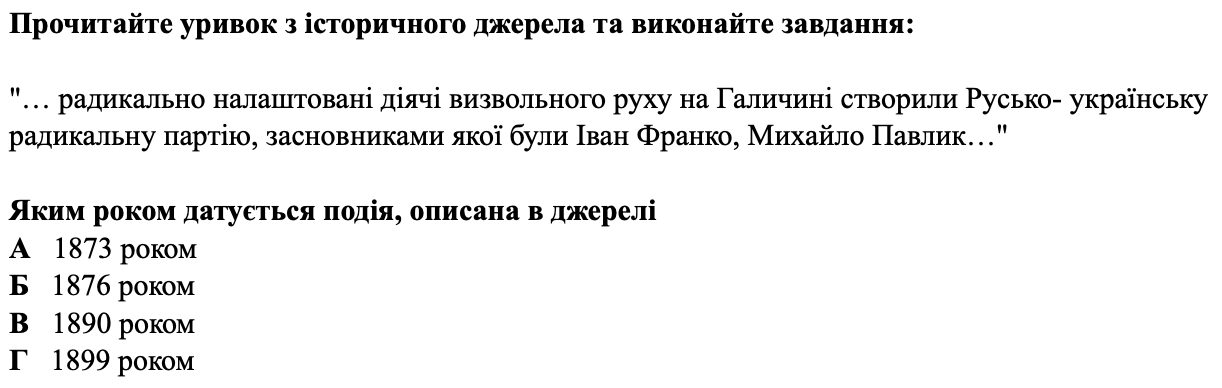 Прочитайте уривок з історичного джерела та виконайте завдання:
"… радикально налаштовані діячі визвольного руху на Галичині створили Русько- українську
радикальну партію, засновниками якої були Іван Франко, Михайло Павлик…"
Яким роком датується подія, описана в джерелі
А 1873 роком
Б 1876 роком
В 1890 роком
Г 1899 роком